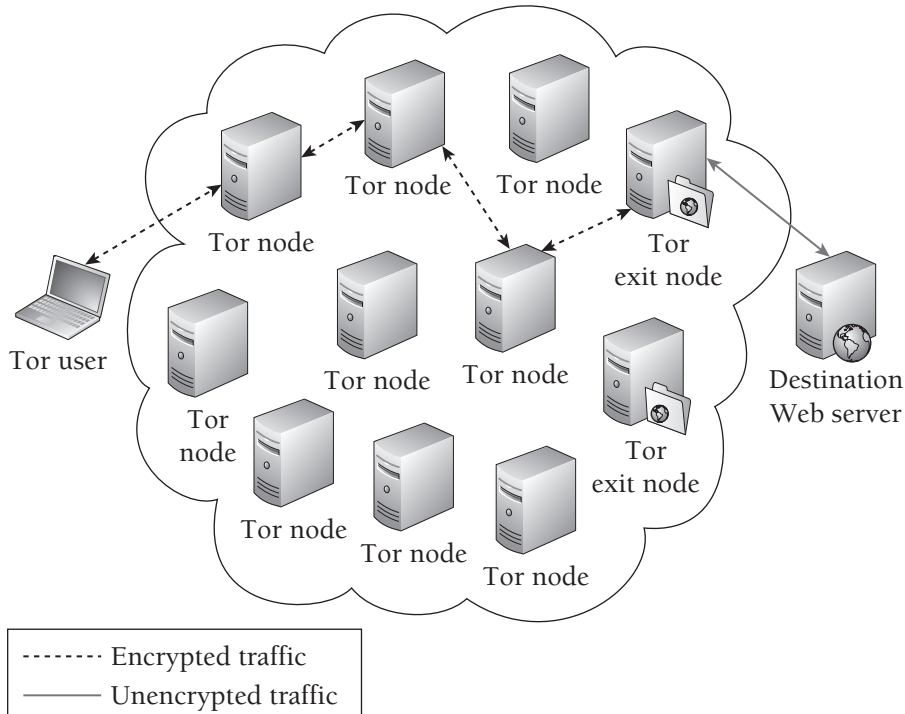 Tor node
Tor node
Tor node
Tor
exit node
Tor user
Tor node
Tor node
Destination
Web server
Tor
node
Tor
exit node
Tor node
Tor node
Tor node
Encrypted traffic
Unencrypted traffic